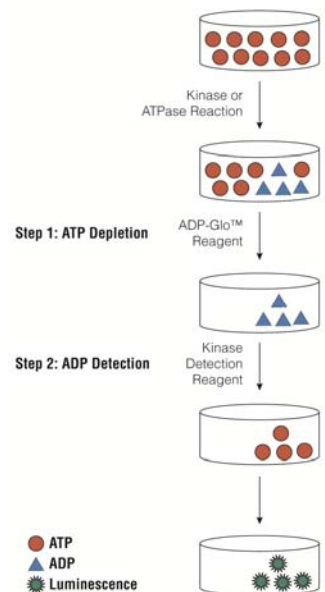 Kinase or
ATPase Reaction
Step 1: ATP Depletion
ADP-Glo™
Reagent
Step 2: ADP Detection
Kinase
Detection
Reagent
ATP
ADP
Luminescence